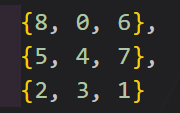 {8, 0, 6},
{5, 4, 7},
{2, 3, 1}